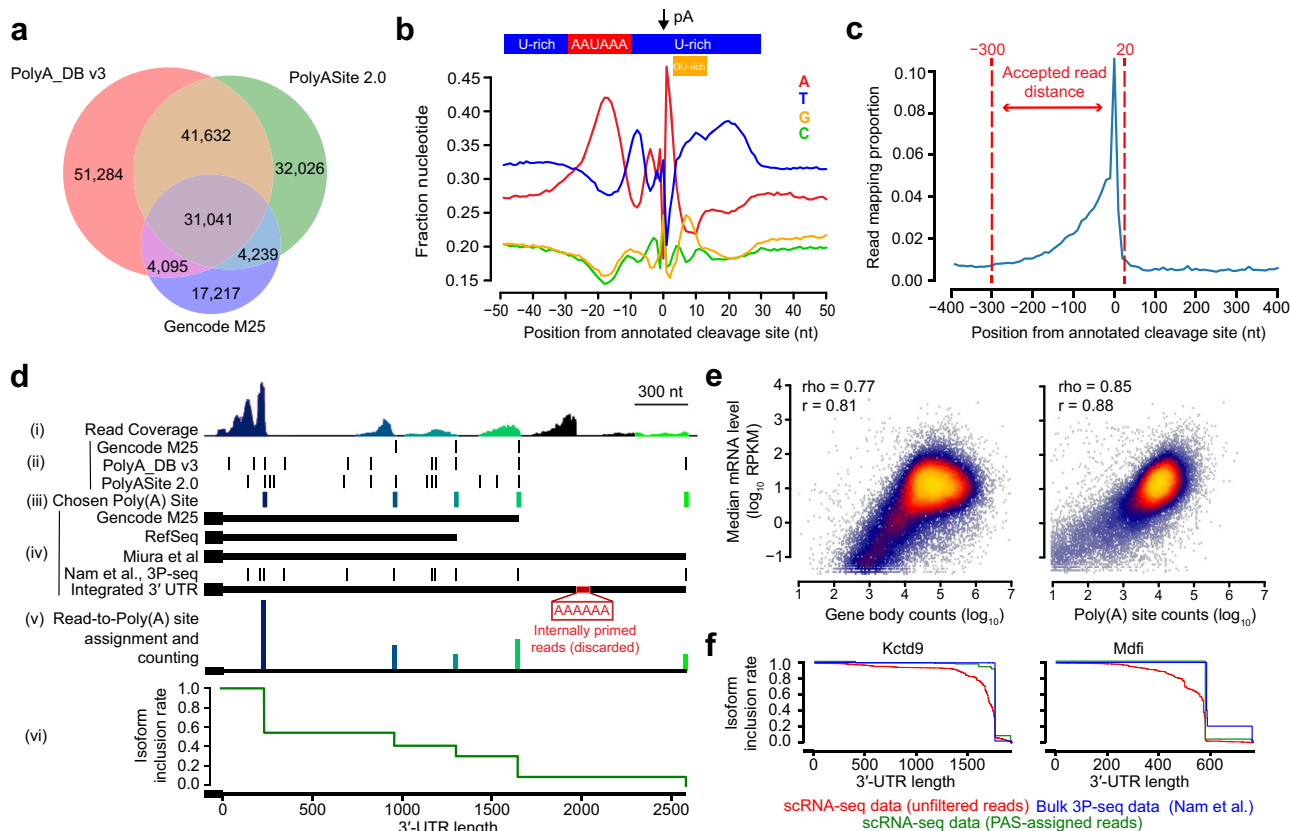 a
PolyA_DB v3
PolyASite 2.0
41,632
51,284
32,026
31,041
4,095
4,239
17,217
Gencode M25
b
pA
U-rich
AAUAAA
U-rich
GU-rich
A
T
G
C
Fraction nucleotide
0.45
0.40
0.35
0.30
0.25
0.20
0.15
−50 −40 −30 −20 −10 0 10 20 30 40 50
Position from annotated cleavage site (nt)
c
−300
20
Accepted read
distance
Read mapping proportion
0.10
0.08
0.06
0.04
0.02
0.00
−400 −300 −200 −100 0 100 200 300 400
Position from annotated cleavage site (nt)
d
300 nt
(i) Read Coverage
(ii)
Gencode M25
PolyA_DB v3
PolyASite 2.0
(iii) Chosen Poly(A) Site
(iv)
Gencode M25
RefSeq
Miura et al
Nam et al., 3P-seq
Integrated 3′ UTR
AAAAAA
Internally primed
reads (discarded)
(v) Read-to-Poly(A) site
assignment and
counting
(vi)
Isoform
inclusion rate
1.0
0.8
0.6
0.4
0.2
0.0
0 500 1000 1500 2000 2500
3′-UTR length
e
Median mRNA level
(log10 RPKM)
4
3
2
1
0
−1
rho = 0.77
r = 0.81
1 2 3 4 5 6 7
Gene body counts (log10)
rho = 0.85
r = 0.88
1 2 3 4 5 6 7
Poly(A) site counts (log10)
f
Kctd9
Mdfi
Isoform
inclusion rate
1.0
0.8
0.6
0.4
0.2
0.0
0 500 1000 1500
3′-UTR length
0 200 400 600
3′-UTR length
scRNA-seq data (unfiltered reads) Bulk 3P-seq data (Nam et al.)
scRNA-seq data (PAS-assigned reads)